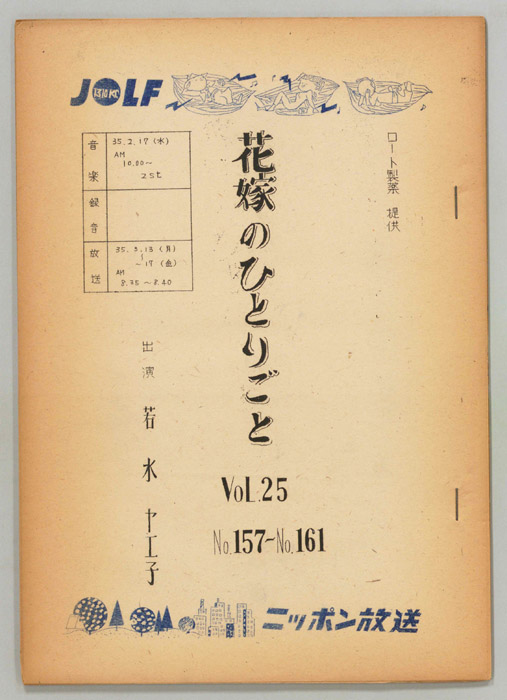 JOLF
1310KC
ロート製薬 提供
花嫁のひとりごと
音楽
35.2.17 (水)
AM
10.00～
2st
録音
放送
35.3.13 (月)
～17 (金)
AM
8.35～8.40
出演 若水ヤエ子
VOL.25
No.157～No.161
ニッポン放送